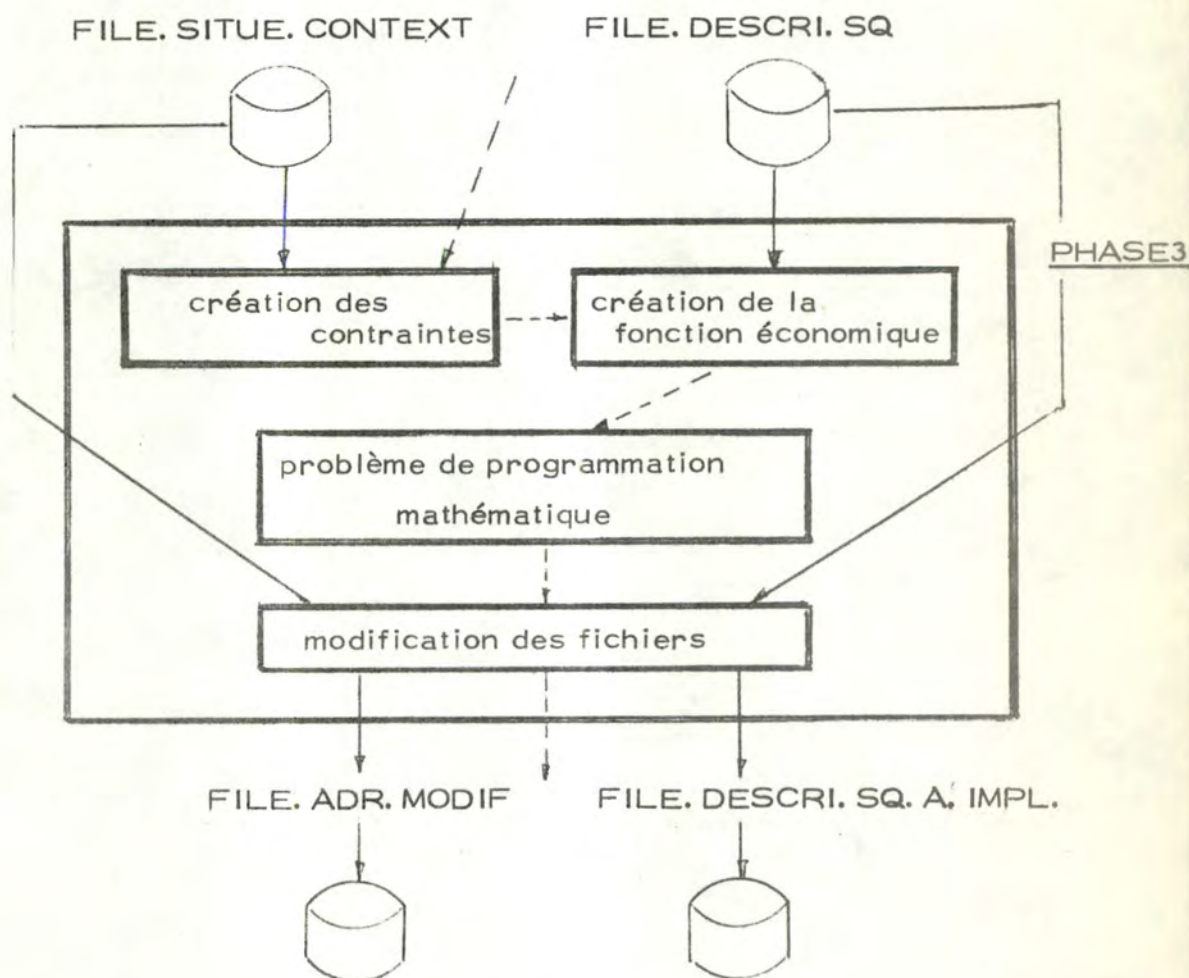 FILE. SITUE. CONTEXT
FILE. DESCRI. SQ
PHASE3
création des
contraintes
création de la
fonction économique
problème de programmation
mathématique
modification des fichiers
FILE. ADR. MODIF
FILE. DESCRI. SQ. A. IMPL.